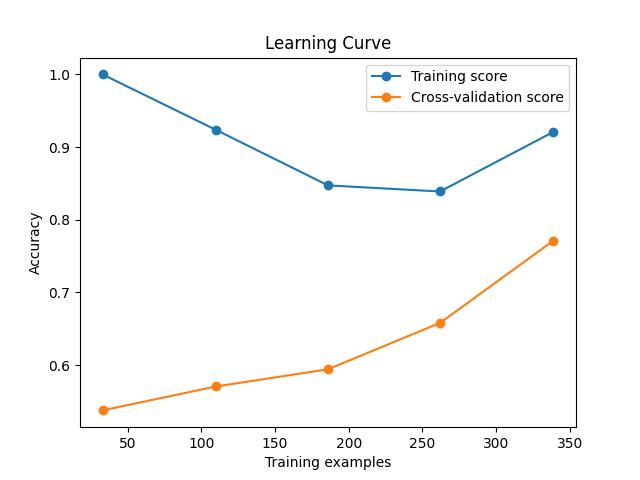 Learning Curve
Training score
Cross-validation score
1.0
0.9
0.8
0.7
0.6
Accuracy
50
100
150
200
250
300
350
Training examples